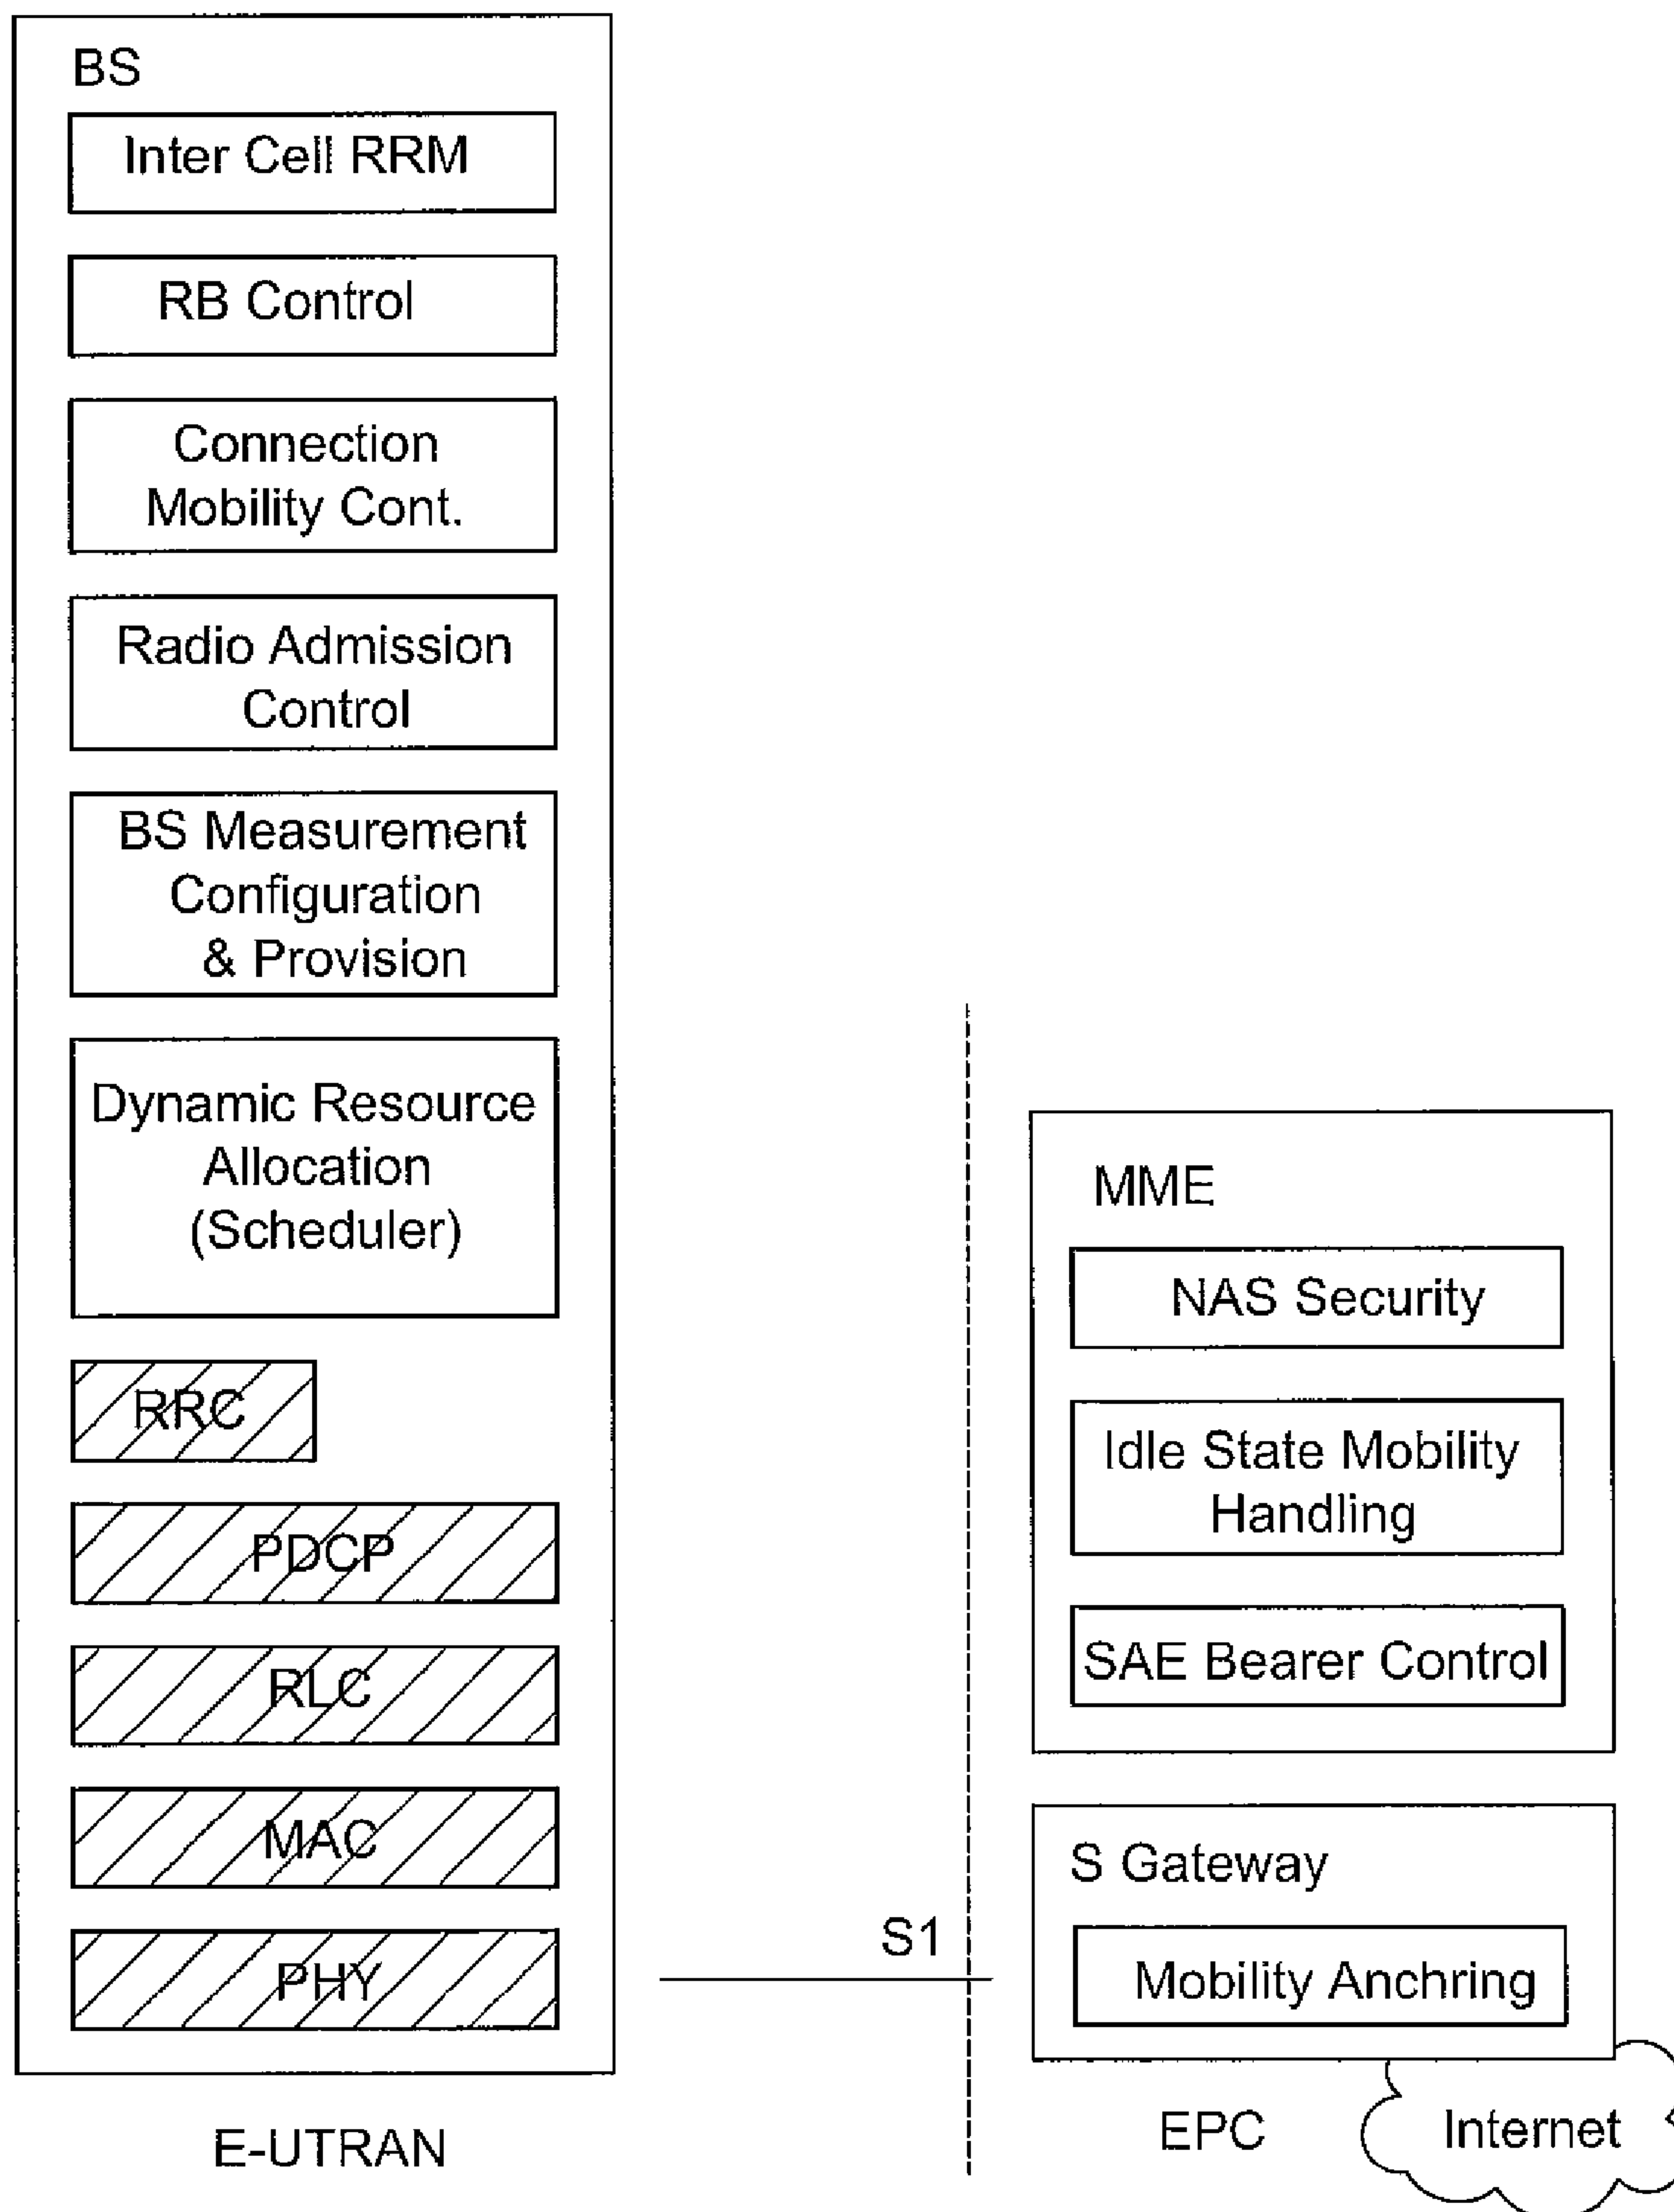 BS
Inter Cell RRM
RB Control
Connection
Mobility Cont.
Radio Admission
Control
BS Measurement
Configuration
& Provision
Dynamic Resource
Allocation
(Scheduler)
RRC
PDCP
RLC
MAC
PHY
E-UTRAN
S1
MME
NAS Security
Idle State Mobility
Handling
SAE Bearer Control
S Gateway
Mobility Anchring
EPC
Internet